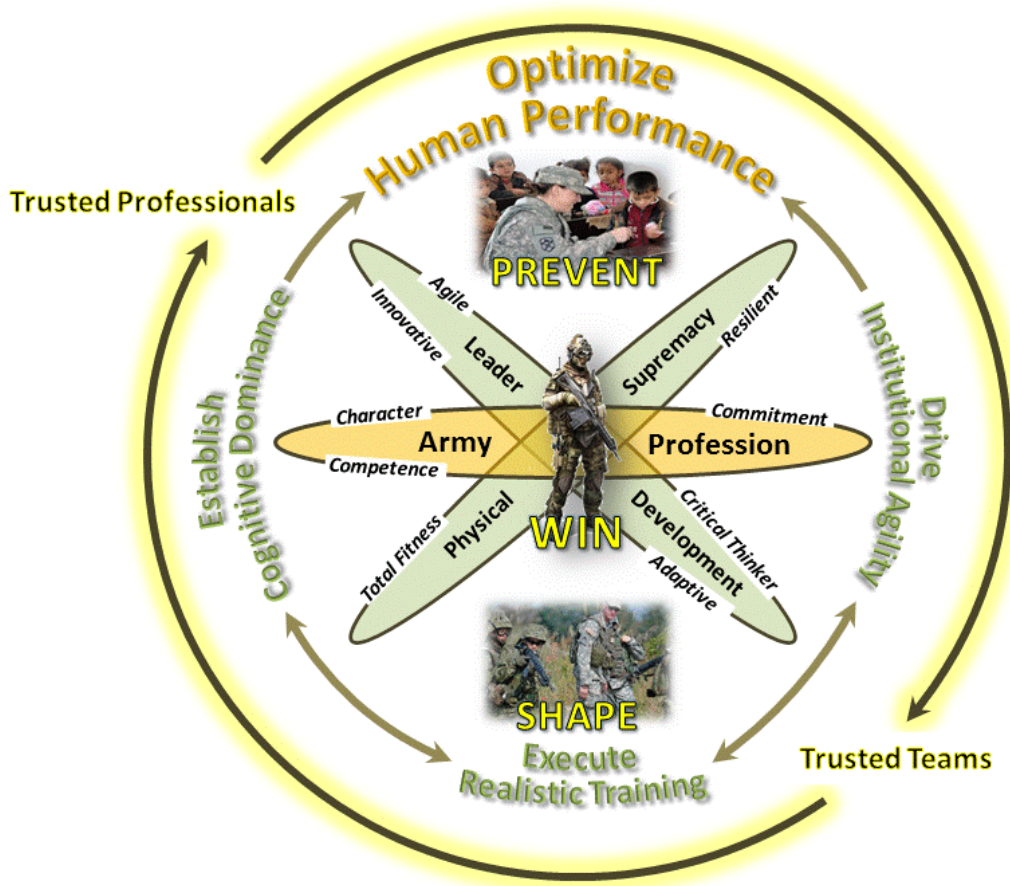 Optimize
Human Performance
Trusted Professionals
PREVENT
Agile
Innovative
Leader
Supremacy
Resilient
Establish
Cognitive Dominance
Drive
Institutional Agility
Character
Commitment
Army
Profession
Competence
Physical
Total Fitness
WIN
Development
Critical Thinker
Adaptive
SHAPE
Execute
Realistic Training
Trusted Teams